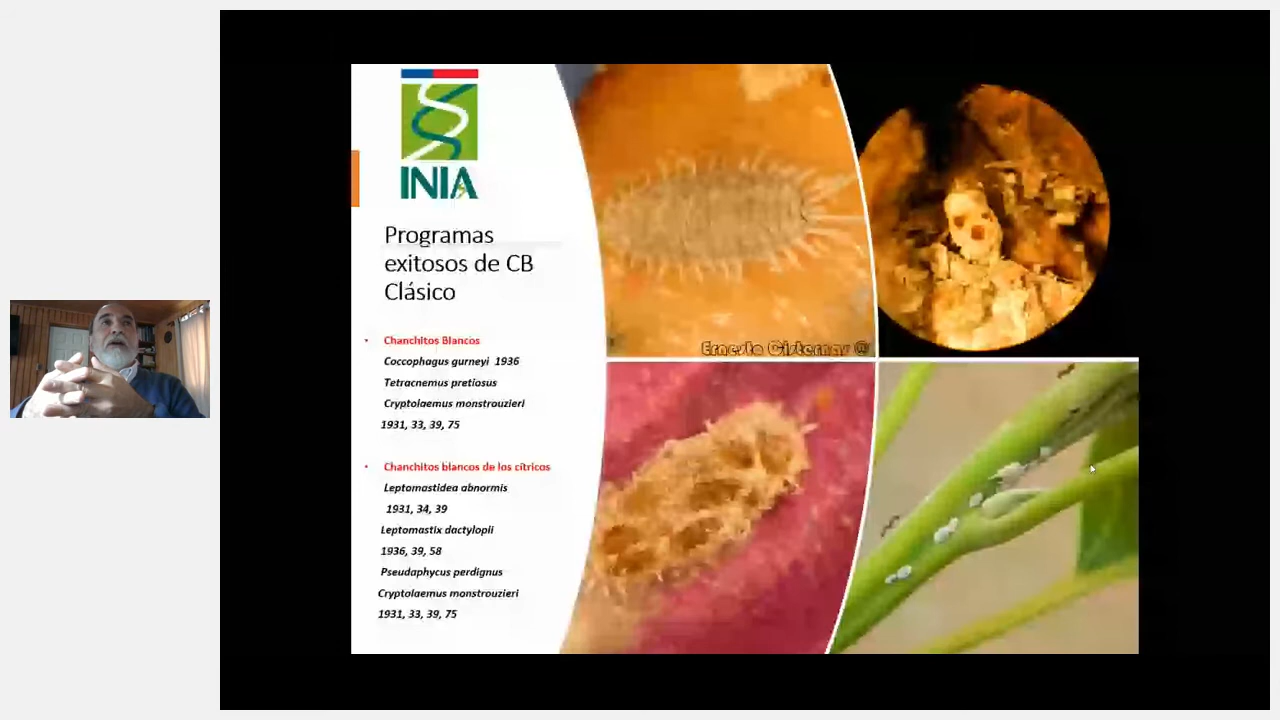 INIA
Programas
exitosos de CB
Clásico
• Chanchitos Blancos
Coccophagus gurneyi 1936
Tetracnemus pretiosus
Cryptolaemus monstrouzieri
1931, 33, 39, 75
• Chanchitos blancos de los cítricos
Leptomastidea abnormis
1931, 34, 39
Leptomastix dactylopii
1936, 39, 58
Pseudaphycus perdignus
Cryptolaemus monstrouzieri
1931, 33, 39, 75
Ernesto Cisternas @